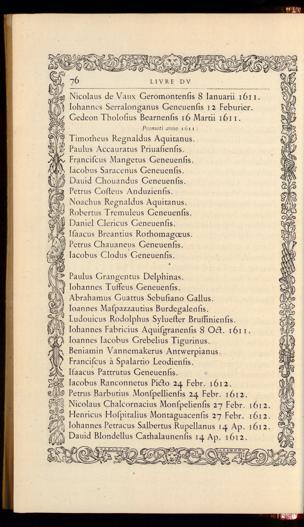 76 LIVRE DV
Nicolaus de Vaux Geromontensis 8 Ianuarii 1611.
Iohannes Serralonganus Geneuensis 12 Feburier.
Gedeon Tholosius Bearnensis 16 Martii 1611.
Promoti anno 1611:
Timotheus Regnaldus Aquitanus.
Paulus Accauratus Priuasiensis.
Franciscus Mangetus Geneuensis.
Iacobus Saracenus Geneuensis.
Dauid Chouandus Geneuensis.
Petrus Costeus Anduziensis.
Noachus Regnaldus Aquitanus.
Robertus Tremuleus Geneuensis.
Daniel Clericus Geneuensis.
Isaacus Breantius Rothomagœus.
Petrus Chauaneus Geneuensis.
Iacobus Clodus Geneuensis.
Paulus Grangentus Delphinas.
Iohannes Tusseus Geneuensis.
Abrahamus Guattus Sebusiano Gallus.
Ioannes Maspazzautius Burdegalensis.
Ludouicus Rodolphus Syluester Brussiniensis.
Iohannes Fabricius Aquisgranensis 8 Oct. 1611.
Ioannes Iacobus Grebelius Tigurinus.
Beniamin Vannemakerus Antwerpianus.
Franciscus à Spalartio Leodiensis.
Isaacus Pattrutus Geneuensis.
Iacobus Ranconnetus Picto 24 Febr. 1612.
Petrus Barbutius Monspelliensis 24 Febr. 1612.
Nicolaus Chalcornacius Monspeliensis 27 Febr. 1612.
Henricus Hospitalius Montaguacensis 27 Febr. 1612.
Iohannes Petracus Salbertus Rupellanus 14 Ap. 1612.
Dauid Blondellus Cathalaunensis 14 Ap. 1612.